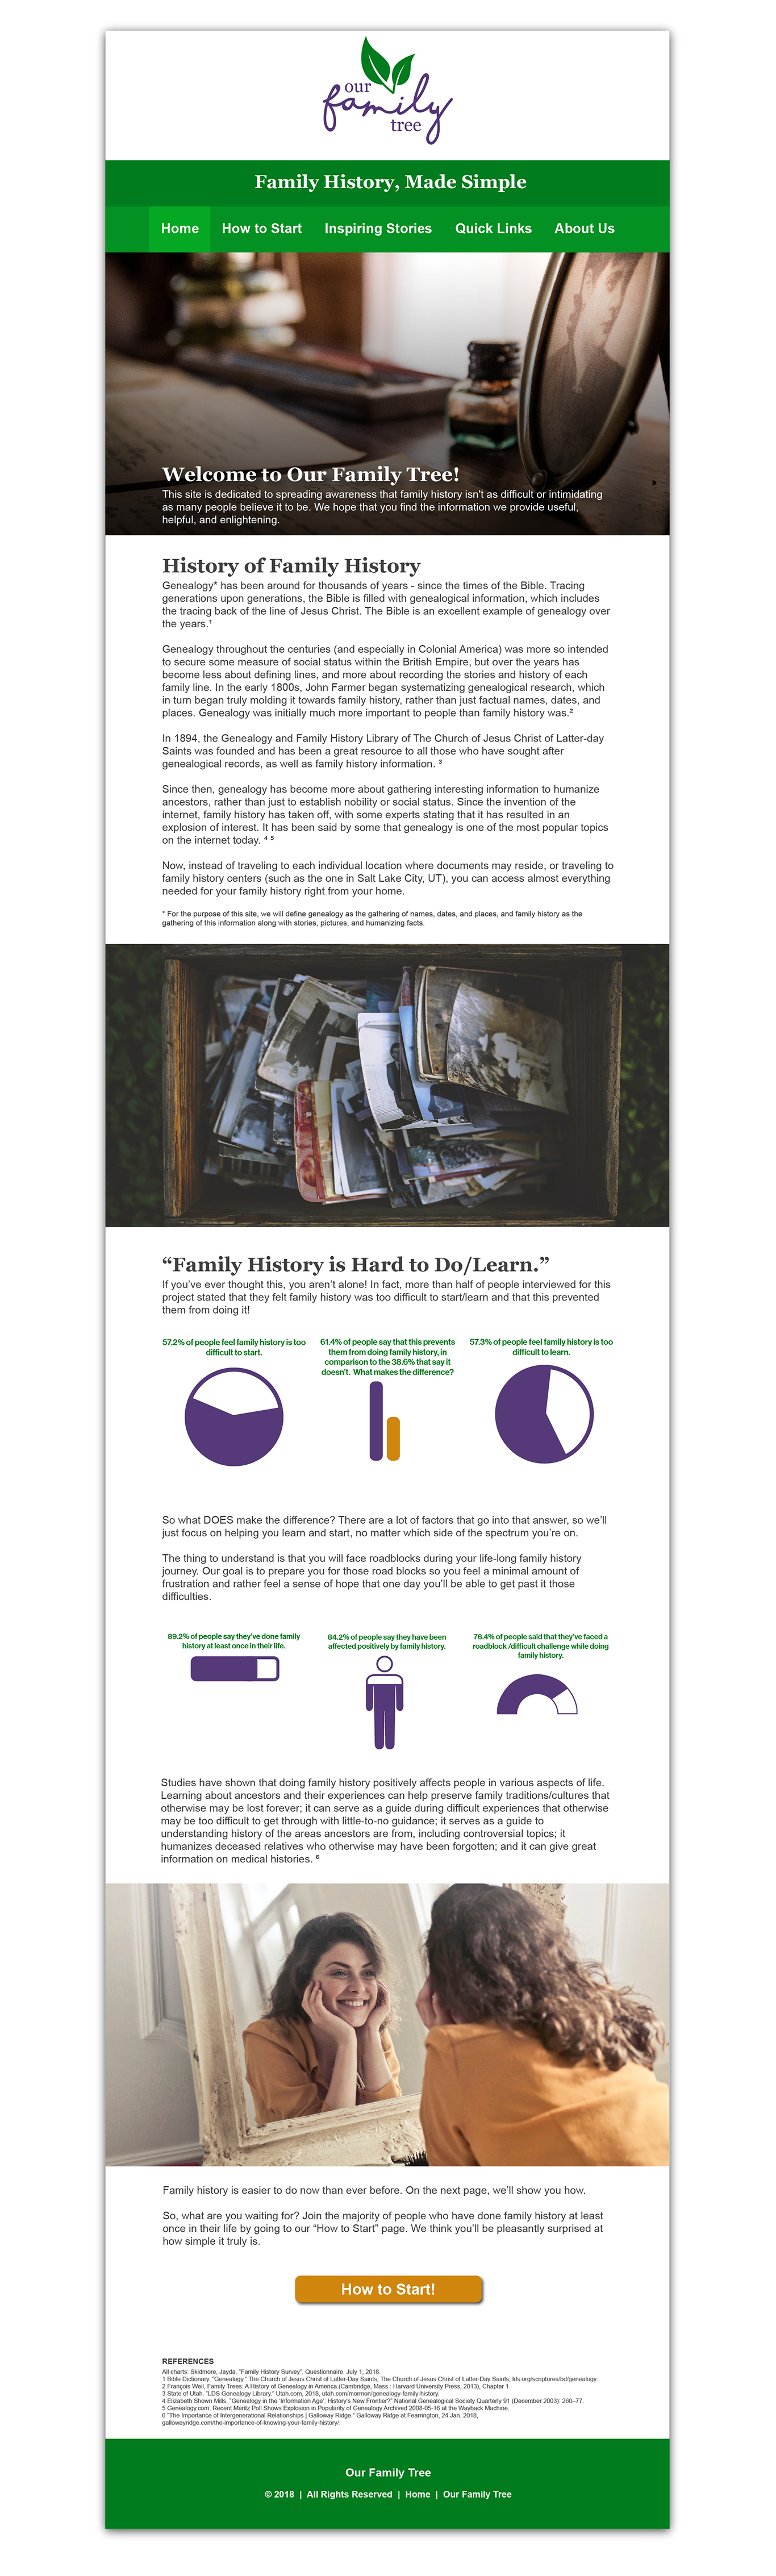 our
family
tree
Family History, Made Simple
Home How to Start Inspiring Stories Quick Links About Us
Welcome to Our Family Tree!
This site is dedicated to spreading awareness that family history isn't as difficult or intimidating
as many people believe it to be. We hope that you find the information we provide useful,
helpful, and enlightening.
History of Family History
Genealogy* has been around for thousands of years - since the times of the Bible. Tracing
generations upon generations, the Bible is filled with genealogical information, which includes
the tracing back of the line of Jesus Christ. The Bible is an excellent example of genealogy over
the years.¹
Genealogy throughout the centuries (and especially in Colonial America) was more so intended
to secure some measure of social status within the British Empire, but over the years has
become less about defining lines, and more about recording the stories and history of each
family line. In the early 1800s, John Farmer began systematizing genealogical research, which
in turn began truly molding it towards family history, rather than just factual names, dates, and
places. Genealogy was initially much more important to people than family history was.²
In 1894, the Genealogy and Family History Library of The Church of Jesus Christ of Latter-day
Saints was founded and has been a great resource to all those who have sought after
genealogical records, as well as family history information. ³
Since then, genealogy has become more about gathering interesting information to humanize
ancestors, rather than just to establish nobility or social status. Since the invention of the
internet, family history has taken off, with some experts stating that it has resulted in an
explosion of interest. It has been said by some that genealogy is one of the most popular topics
on the internet today. ⁴ ⁵
Now, instead of traveling to each individual location where documents may reside, or traveling to
family history centers (such as the one in Salt Lake City, UT), you can access almost everything
needed for your family history right from your home.
* For the purpose of this site, we will define genealogy as the gathering of names, dates, and places, and family history as the
gathering of this information along with stories, pictures, and humanizing facts.
“Family History is Hard to Do/Learn.”
If you've ever thought this, you aren't alone! In fact, more than half of people interviewed for this
project stated that they felt family history was too difficult to start/learn and that this prevented
them from doing it!
57.2% of people feel family history is too
difficult to start.
61.4% of people say that this prevents
them from doing family history, in
comparison to the 38.6% that say it
doesn't. What makes the difference?
57.3% of people feel family history is too
difficult to learn.
So what DOES make the difference? There are a lot of factors that go into that answer, so we'll
just focus on helping you learn and start, no matter which side of the spectrum you're on.
The thing to understand is that you will face roadblocks during your life-long family history
journey. Our goal is to prepare you for those road blocks so you feel a minimal amount of
frustration and rather feel a sense of hope that one day you'll be able to get past it those
difficulties.
89.2% of people say they've done family
history at least once in their life.
84.2% of people say they have been
affected positively by family history.
76.4% of people said that they've faced a
roadblock /difficult challenge while doing
family history.
Studies have shown that doing family history positively affects people in various aspects of life.
Learning about ancestors and their experiences can help preserve family traditions/cultures that
otherwise may be lost forever; it can serve as a guide during difficult experiences that otherwise
may be too difficult to get through with little-to-no guidance; it serves as a guide to
understanding history of the areas ancestors are from, including controversial topics; it
humanizes deceased relatives who otherwise may have been forgotten; and it can give great
information on medical histories. ⁶
Family history is easier to do now than ever before. On the next page, we'll show you how.
So, what are you waiting for? Join the majority of people who have done family history at least
once in their life by going to our “How to Start” page. We think you'll be pleasantly surprised at
how simple it truly is.
How to Start!
REFERENCES
All charts: Skidmore, Jayda. "Family History Survey". Questionnaire. July 1, 2018.
1 Bible Dictionary. "Genealogy." The Church of Jesus Christ of Latter-Day Saints, The Church of Jesus Christ of Latter-Day Saints, lds.org/scriptures/bd/genealogy.
2 François Weil, Family Trees: A History of Genealogy in America (Cambridge, Mass.: Harvard University Press, 2013), Chapter 1.
3 State of Utah. "LDS Genealogy Library." Utah.com, 2018, utah.com/mormon/genealogy-family-history.
4 Elizabeth Shown Mills, "Genealogy in the 'Information Age': History's New Frontier?" National Genealogical Society Quarterly 91 (December 2003): 260–77.
5 Genealogy.com: Recent Maritz Poll Shows Explosion in Popularity of Genealogy Archived 2008-05-16 at the Wayback Machine.
6 "The Importance of Intergenerational Relationships | Galloway Ridge." Galloway Ridge at Fearrington, 24 Jan. 2018,
gallowayridge.com/the-importance-of-knowing-your-family-history/.
Our Family Tree
© 2018 | All Rights Reserved | Home | Our Family Tree